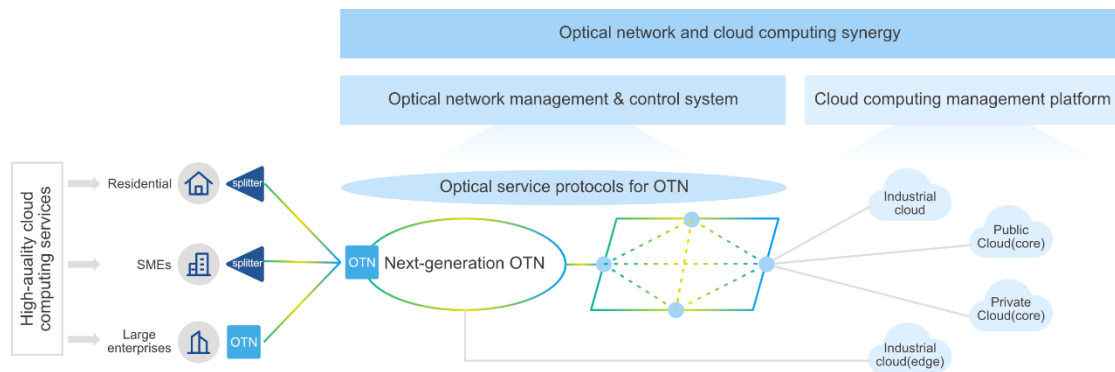 Optical network and cloud computing synergy
Optical network management & control system
Cloud computing management platform
High-auality cloud
computing services
Residential
splitter
SMEs
splitter
Large
enterprises
OTN
Optical service protocols for OTN
OTN
Next-generation OTN
Industrial
cloud
Public
Cloud(core)
Private
Cloud(core)
Industrial
cloud(edge)